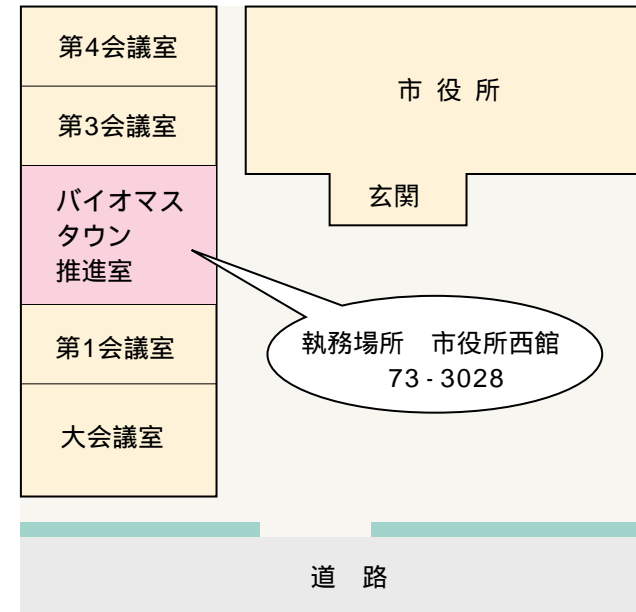 第4会議室
第3会議室
バイオマス
タウン
推進室
第1会議室
大会議室
市役所
玄関
執務場所　市役所西館
73-3028
道　路